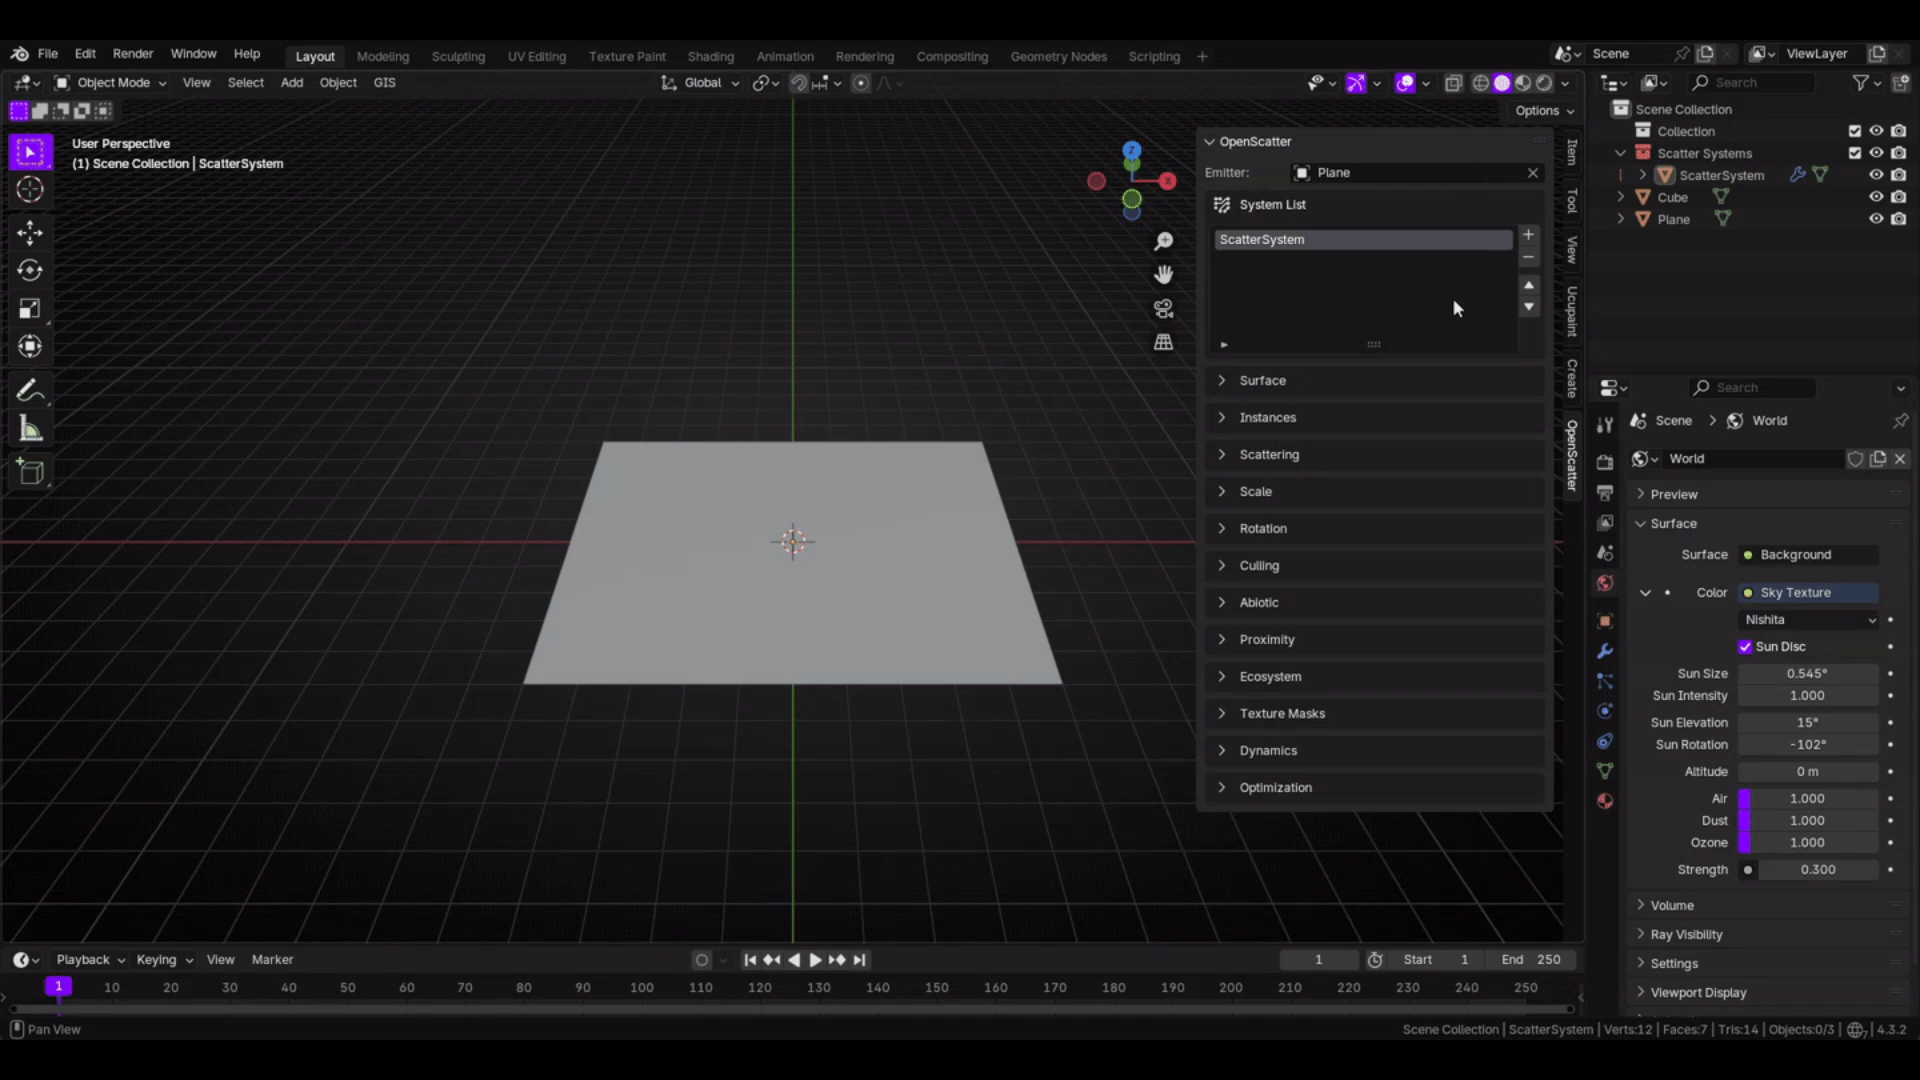 File Edit Render Window Help Layout Modeling Sculpting UV Editing Texture Paint Shading Animation Rendering Compositing Geometry Nodes Scripting + Scene ViewLayer
Object Mode View Select Add Object GIS Global Search
Options
User Perspective
(1) Scene Collection | ScatterSystem
Z
X
OpenScatter
Emitter: Plane
System List
ScatterSystem
Surface
Instances
Scattering
Scale
Rotation
Culling
Abiotic
Proximity
Ecosystem
Texture Masks
Dynamics
Optimization
Item
Tool
View
Ucupaint
Create
OpenScatter
Scene Collection
Collection
Scatter Systems
ScatterSystem
Cube
Plane
Search
Scene > World
World
Preview
Surface
Surface Background
Color Sky Texture
Nishita
Sun Disc
Sun Size 0.545°
Sun Intensity 1.000
Sun Elevation 15°
Sun Rotation -102°
Altitude 0 m
Air 1.000
Dust 1.000
Ozone 1.000
Strength 0.300
Volume
Ray Visibility
Settings
Viewport Display
Playback Keying View Marker 1 Start 1 End 250
1 10 20 30 40 50 60 70 80 90 100 110 120 130 140 150 160 170 180 190 200 210 220 230 240 250
Pan View Scene Collection | ScatterSystem | Verts:12 | Faces:7 | Tris:14 | Objects:0/3 | 4.3.2